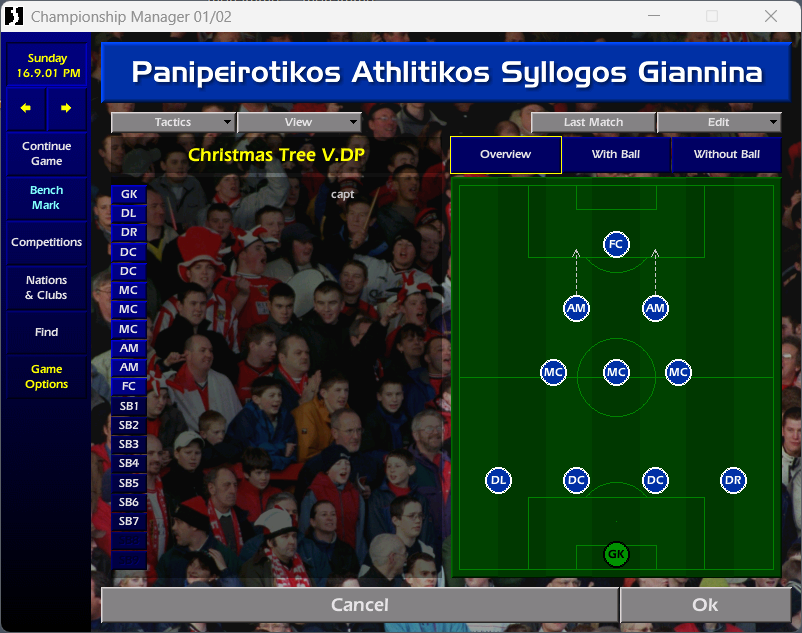 Championship Manager 01/02
Sunday
16.9.01 PM
Panipeirotikos Athlitikos Syllogos Giannina
Continue
Game
Bench
Mark
Competitions
Nations
& Clubs
Find
Game
Options
Tactics
View
Last Match
Edit
Christmas Tree V.DP
Overview
With Ball
Without Ball
GK
capt
DL
DR
DC
DC
MC
MC
MC
AM
AM
FC
SB1
SB2
SB3
SB4
SB5
SB6
SB7
FC
AM AM
MC MC MC
DL DC DC DR
GK
Cancel
Ok